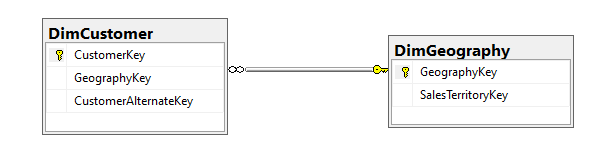 DimCustomer
CustomerKey
GeographyKey
CustomerAlternateKey
DimGeography
GeographyKey
SalesTerritoryKey